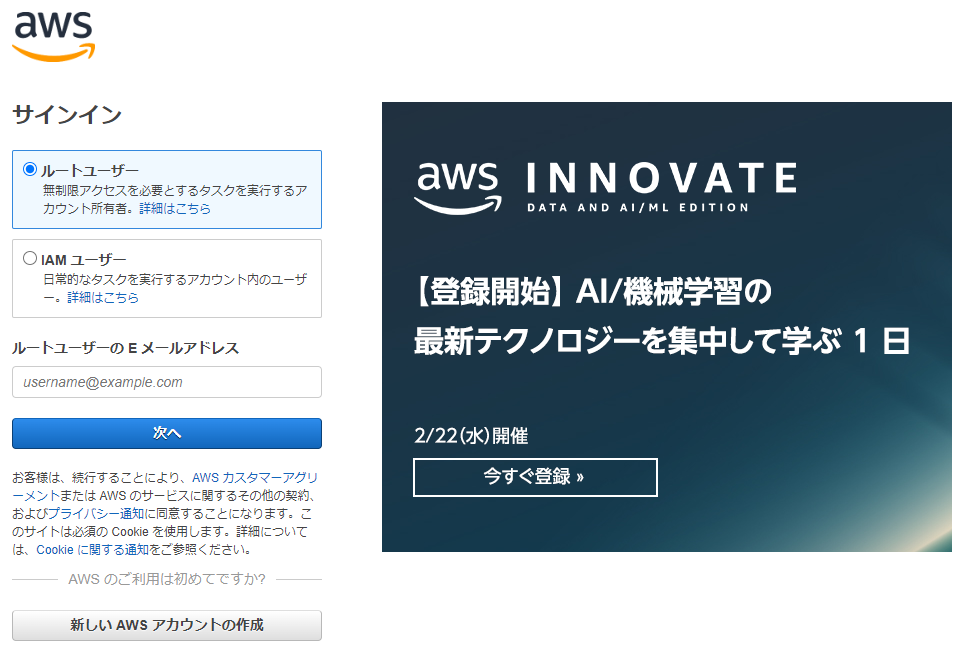 aws
サインイン
ルートユーザー
無制限アクセスを必要とするタスクを実行するア
カウント所有者。詳細はこちら
IAM ユーザー
日常的なタスクを実行するアカウント内のユーザ
ー。詳細はこちら
ルートユーザーの E メールアドレス
username@example.com
次へ
お客様は、続行することにより、AWS カスタマーアグリ
ーメントまたは AWS のサービスに関するその他の契約、
およびプライバシー通知に同意することになります。こ
のサイトは必須の Cookie を使用します。詳細について
は、Cookie に関する通知をご参照ください。
AWS のご利用は初めてですか?
新しい AWS アカウントの作成
aws INNOVATE
DATA AND AI/ML EDITION
【登録開始】AI/機械学習の
最新テクノロジーを集中して学ぶ 1 日
2/22(水)開催
今すぐ登録 »